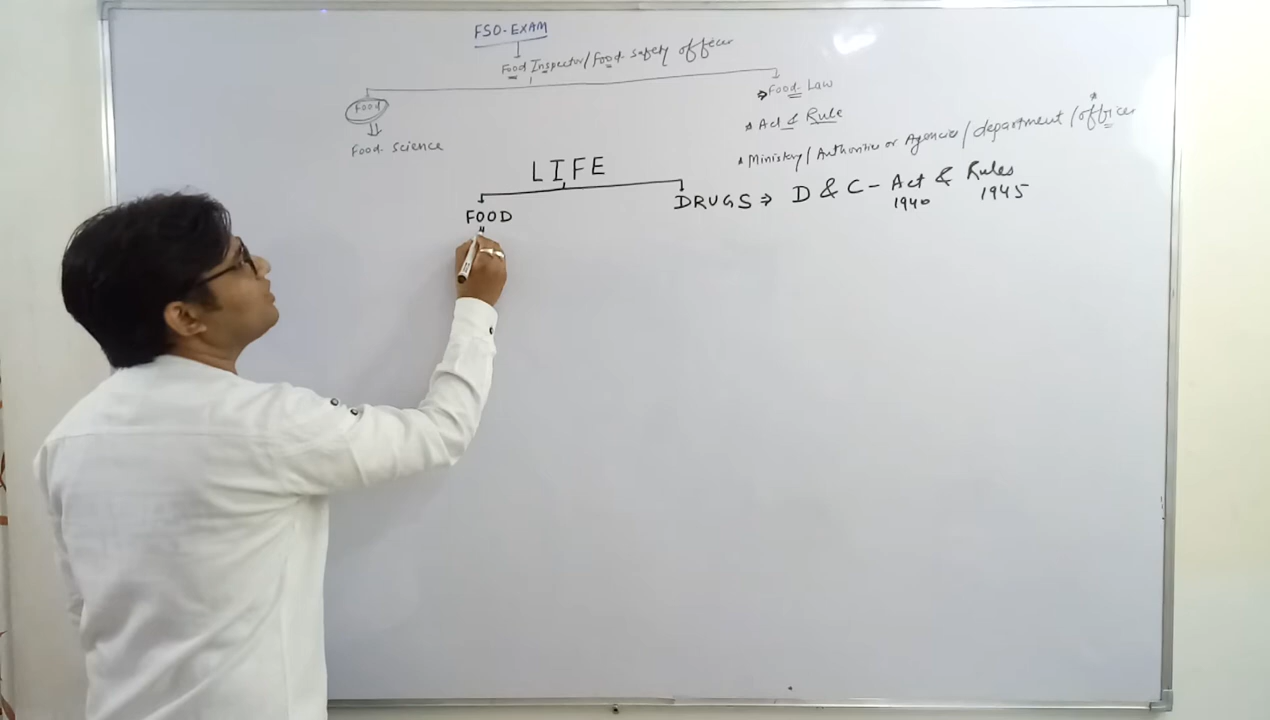 FSO-EXAM
Food Inspector/Food safety officer
Food
Food Science
Food Law
Act & Rule
Ministry/Authorities or Agencies/department/officer
LIFE
FOOD
DRUGS ⇒ D & C - Act & Rules
1940 1945